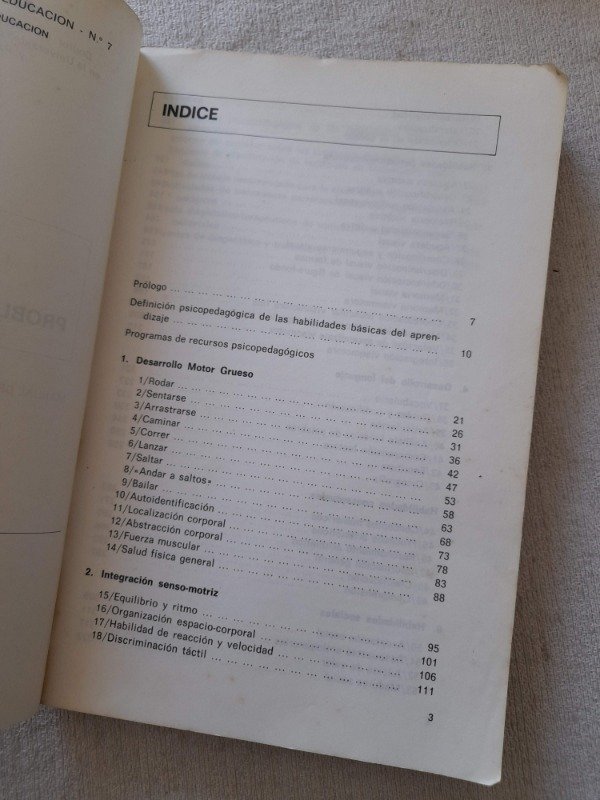 EDUCACION - N° 7
DUCACION
INDICE
Prólogo ... 7
Definición psicopedagógica de las habilidades básicas del apren-
dizaje ... 10
Programas de recursos psicopedagógicos
1. Desarrollo Motor Grueso
1/Rodar ... 21
2/Sentarse ... 26
3/Arrastrarse ... 31
4/Caminar ... 36
5/Correr ... 42
6/Lanzar ... 47
7/Saltar ... 53
8/«Andar a saltos» ... 58
9/Bailar ... 63
10/Autoidentificación ... 68
11/Localización corporal ... 73
12/Abstracción corporal ... 78
13/Fuerza muscular ... 83
14/Salud física general ... 88
2. Integración senso-motriz
15/Equilibrio y ritmo ... 95
16/Organización espacio-corporal ... 101
17/Habilidad de reacción y velocidad ... 106
18/Discriminación táctil ... 111
3